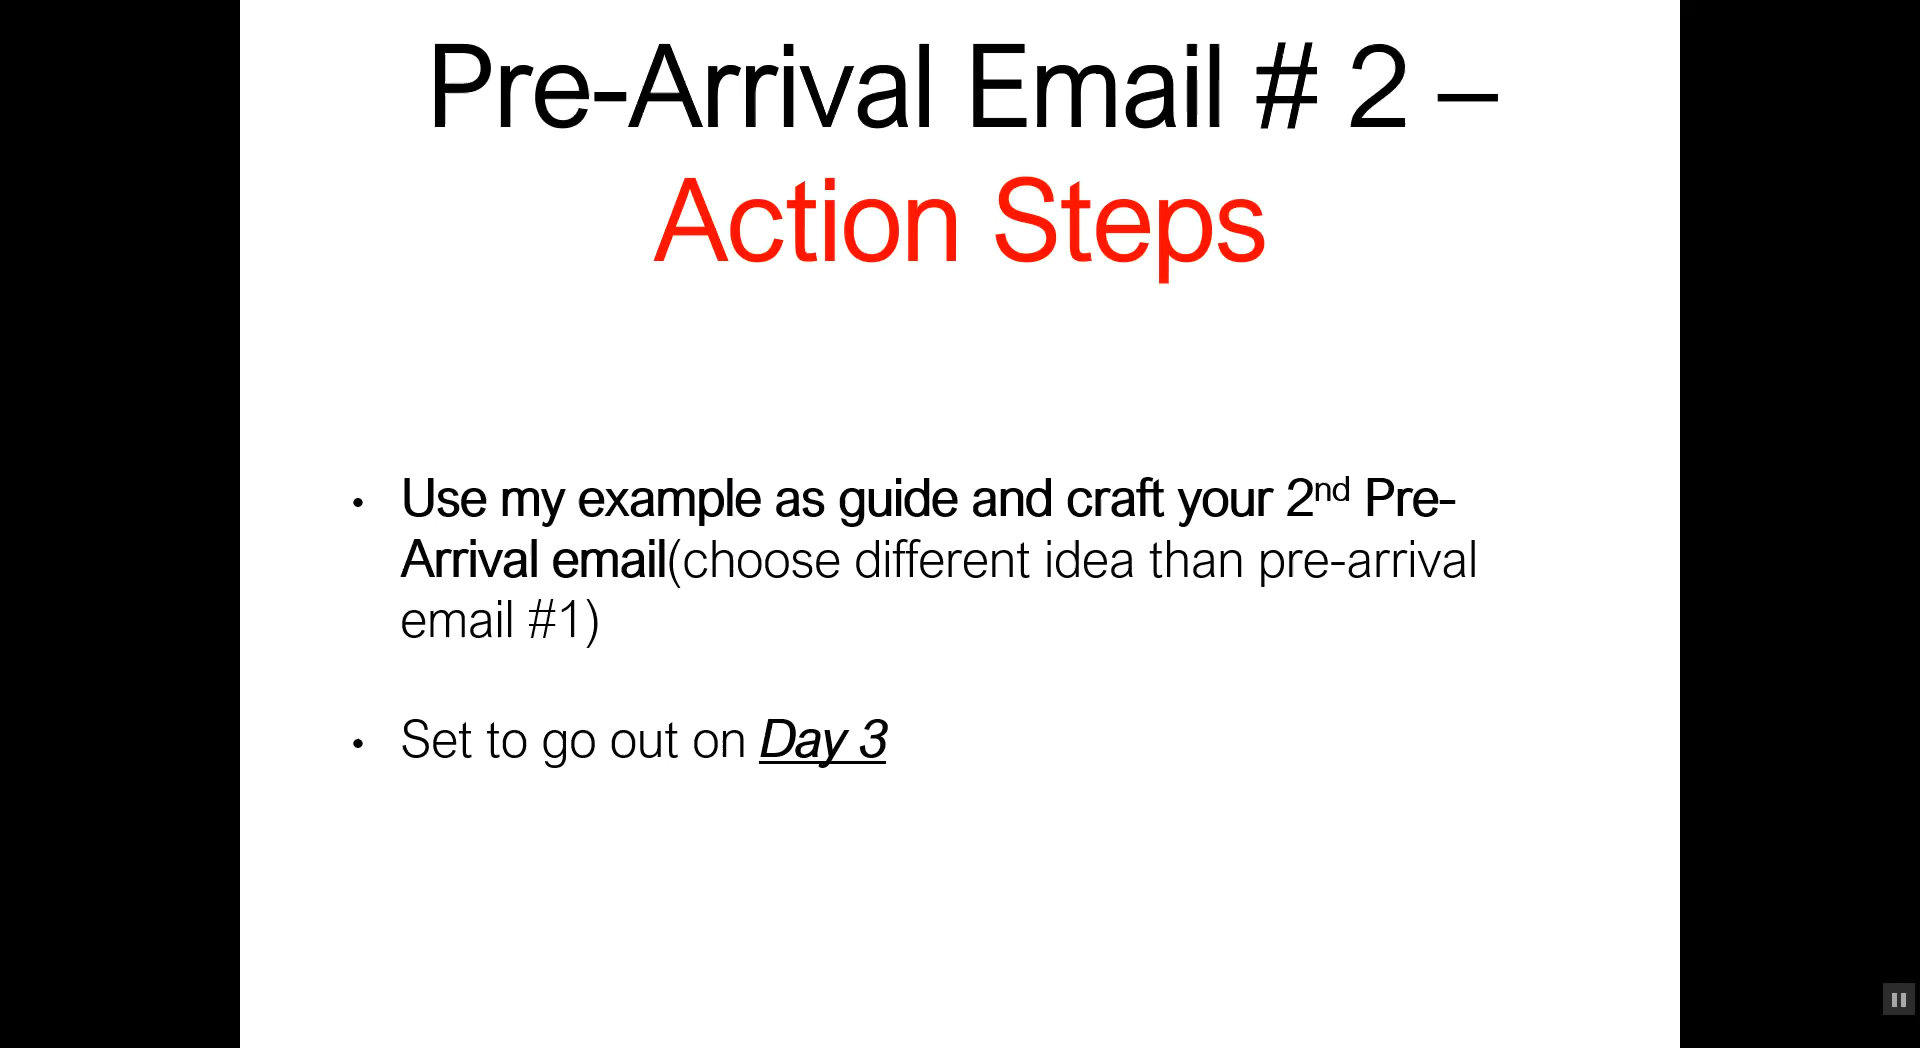 Pre-Arrival Email # 2 –
Action Steps
• Use my example as guide and craft your 2nd Pre-
Arrival email(choose different idea than pre-arrival
email #1)
• Set to go out on Day 3